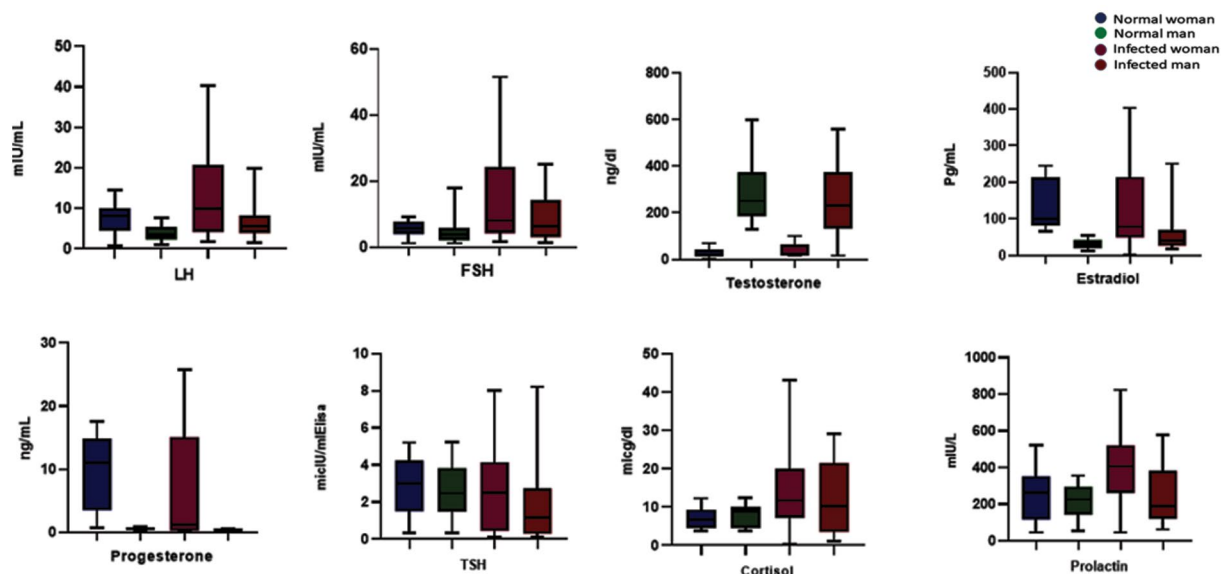 Normal woman
Normal man
Infected woman
Infected man
50
40
30
20
10
0
mIU/mL
LH
60
40
20
0
mIU/mL
FSH
800
600
400
200
0
ng/dl
Testosterone
500
400
300
200
100
0
Pg/mL
Estradiol
30
20
10
0
ng/mL
Progesterone
10
8
6
4
2
0
micIU/mlElisa
TSH
50
40
30
20
10
0
micg/dl
Cortisol
1000
800
600
400
200
0
mIU/L
Prolactin